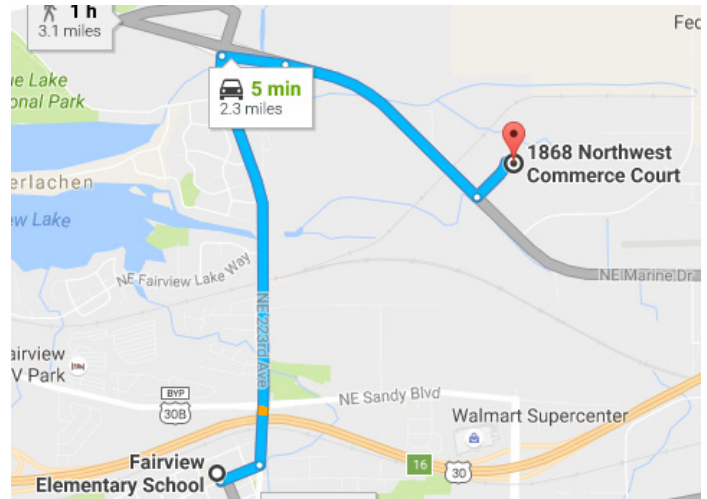 1 h
3.1 miles
Fed
ue Lake
onal Park
5 min
2.3 miles
1868 Northwest
Commerce Court
erlachen
ew Lake
NE Fairview Lake Way
NE 223rd Ave
NE Marine Dr
airview
V Park
BYP
30B
NE Sandy Blvd
Walmart Supercenter
16
30
Fairview
Elementary School